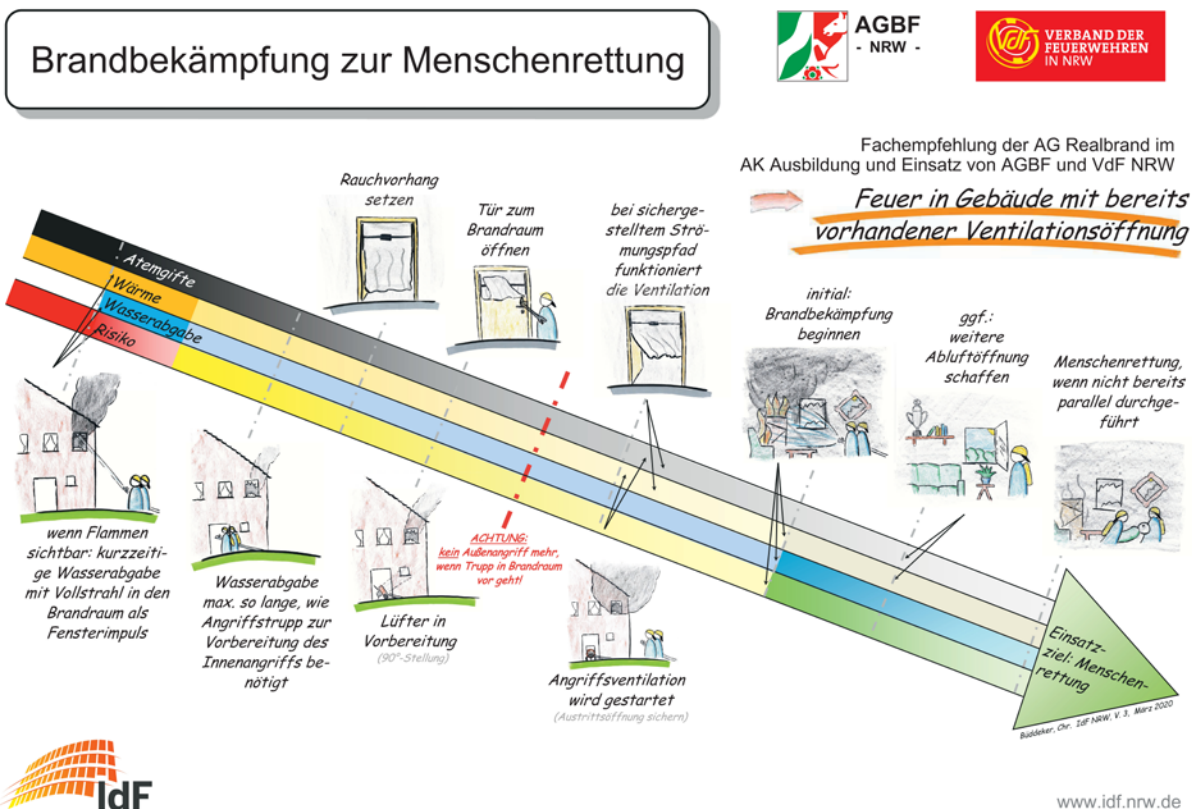 Brandbekämpfung zur Menschenrettung
AGBF
- NRW -
VdF
VERBAND DER
FEUERWEHREN
IN NRW
Fachempfehlung der AG Realbrand im
AK Ausbildung und Einsatz von AGBF und VdF NRW
Feuer in Gebäude mit bereits
vorhandener Ventilationsöffnung
Rauchvorhang
setzen
Tür zum
Brandraum
öffnen
bei sicherge-
stelltem Strö-
mungspfad
funktioniert
die Ventilation
initial:
Brandbekämpfung
beginnen
ggf.:
weitere
Abluftöffnung
schaffen
Menschenrettung,
wenn nicht bereits
parallel durchge-
führt
Atemgifte
Wärme
Wasserabgabe
Risiko
wenn Flammen
sichtbar: kurzzeiti-
ge Wasserabgabe
mit Vollstrahl in den
Brandraum als
Fensterimpuls
Wasserabgabe
max. so lange, wie
Angriffstrupp zur
Vorbereitung des
Innenangriffs be-
nötigt
Lüfter in
Vorbereitung
(90°-Stellung)
ACHTUNG:
kein Außenangriff mehr,
wenn Trupp in Brandraum
vor geht!
Angriffsventilation
wird gestartet
(Austrittsöffnung sichern)
Einsatz-
ziel: Menschen-
rettung
Büddeker, Chr. IdF NRW, V. 3, März 2020
IdF
www.idf.nrw.de